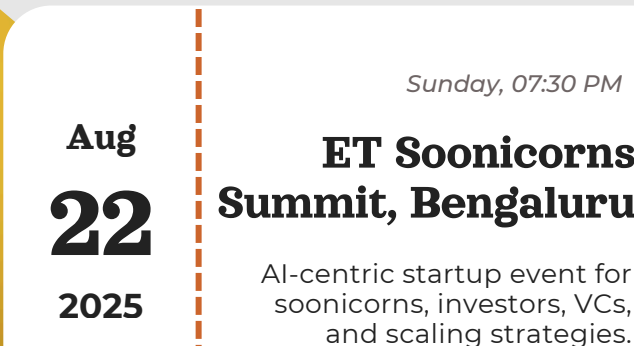 Aug
22
2025
Sunday, 07:30 PM
ET Soonicorns
Summit, Bengaluru
AI-centric startup event for
soonicorns, investors, VCs,
and scaling strategies.